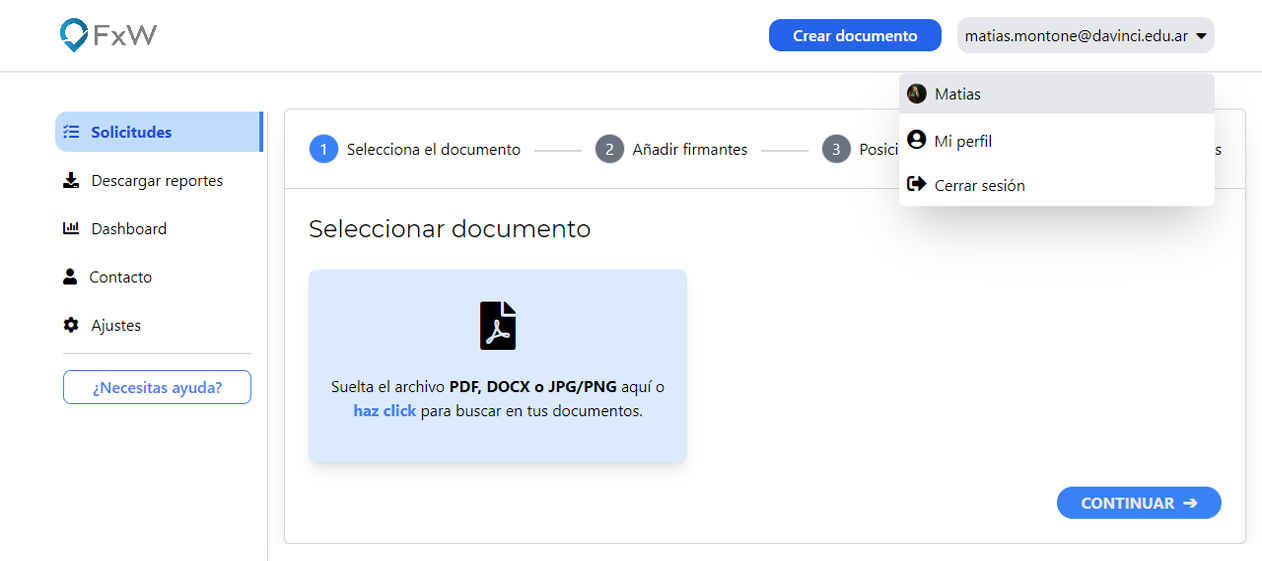 FxW
Crear documento
matias.montone@davinci.edu.ar
Matias
Mi perfil
Cerrar sesión
Solicitudes
Descargar reportes
Dashboard
Contacto
Ajustes
¿Necesitas ayuda?
1 Selecciona el documento
2 Añadir firmantes
3 Posici
s
Seleccionar documento
Suelta el archivo PDF, DOCX o JPG/PNG aquí o
haz click para buscar en tus documentos.
CONTINUAR